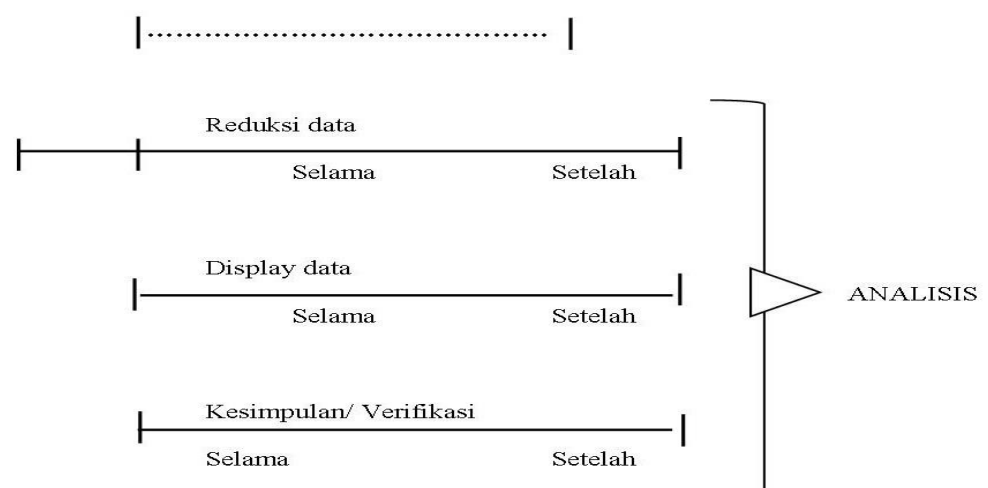 Reduksi data
Selama Setelah
Display data
Selama Setelah
ANALISIS
Kesimpulan/ Verifikasi
Selama Setelah